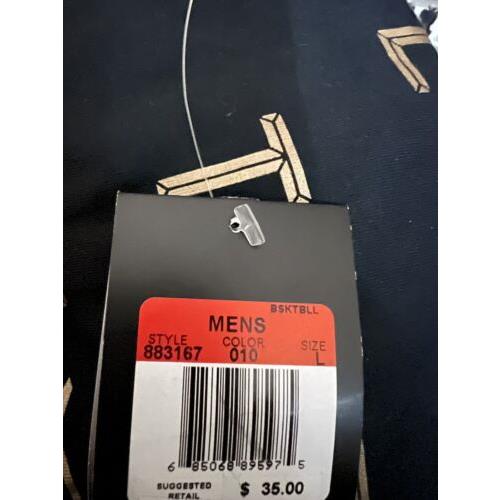 BSKTBLL
MENS
STYLE COLOR SIZE
883167 010 L
6 85068 89597 5
SUGGESTED
RETAIL $ 35.00